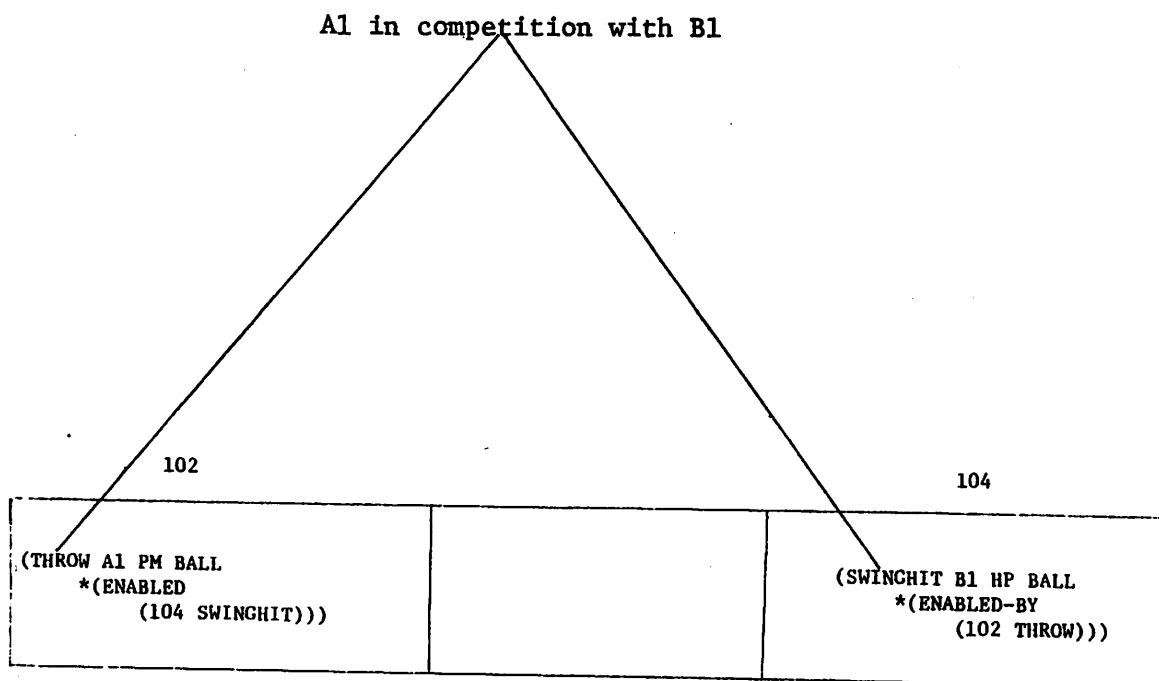 A1 in competition with B1
102
104
(THROW A1 PM BALL
*(ENABLED
(104 SWINGHIT)))
(SWINGHIT B1 HP BALL
*(ENABLED-BY
(102 THROW)))